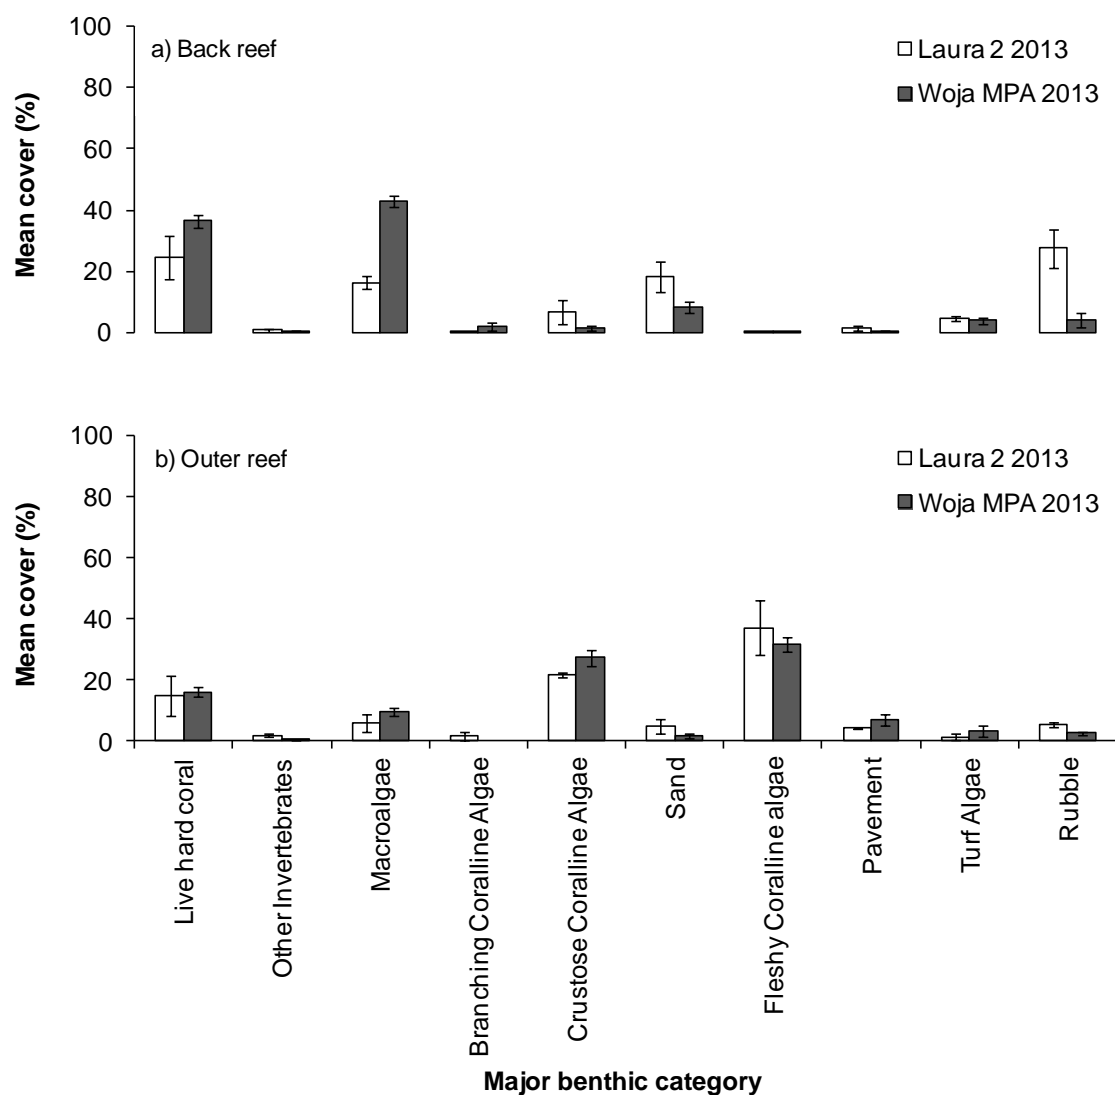 a) Back reef
Laura 2 2013
Woja MPA 2013
Mean cover (%)
100
80
60
40
20
0
b) Outer reef
Laura 2 2013
Woja MPA 2013
Mean cover (%)
100
80
60
40
20
0
Live hard coral
Other Invertebrates
Macroalgae
Branching Coralline Algae
Crustose Coralline Algae
Sand
Fleshy Coralline algae
Pavement
Turf Algae
Rubble
Major benthic category